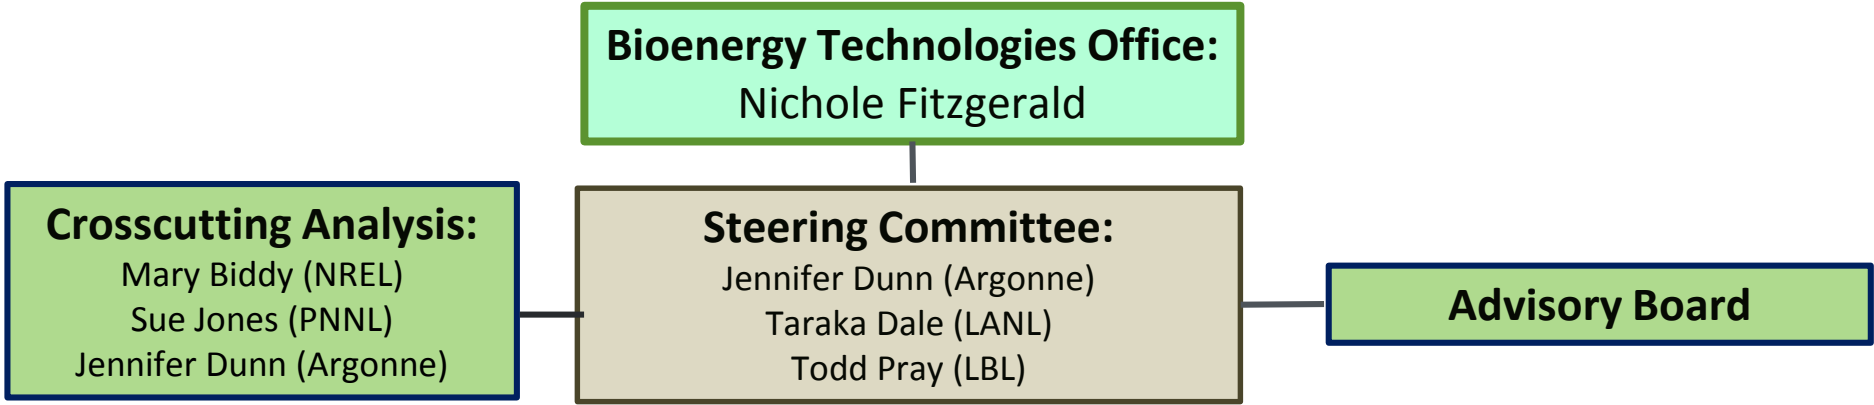 Bioenergy Technologies Office:
Nichole Fitzgerald
Crosscutting Analysis:
Mary Biddy (NREL)
Sue Jones (PNNL)
Jennifer Dunn (Argonne)
Steering Committee:
Jennifer Dunn (Argonne)
Taraka Dale (LANL)
Todd Pray (LBL)
Advisory Board